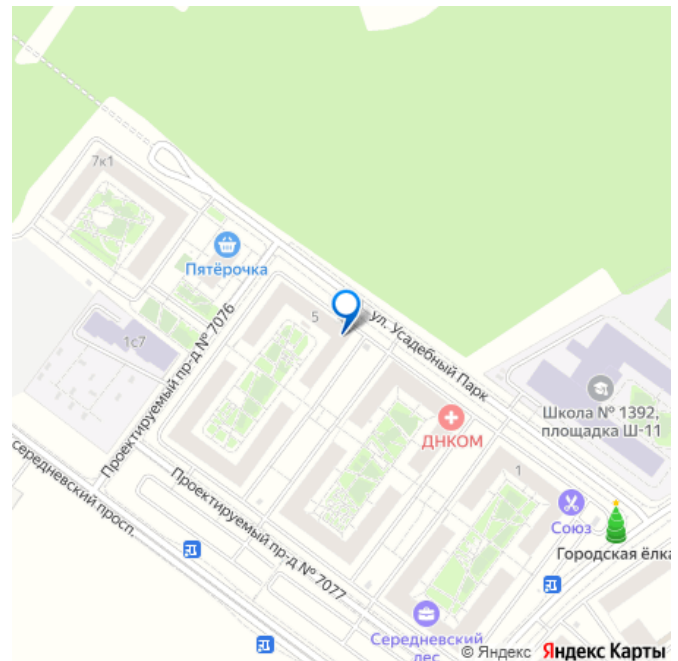 7к1
Пятёрочка
5
ул. Усадебный Парк
1с7
Проектируемый пр-д № 7076
Школа № 1392,
площадка Ш-11
ДНКОМ
1
Союз
середневский просп.
Проектируемый пр-д № 7077
Городская ёлка
Середневский
лес
© Яндекс Яндекс Карты